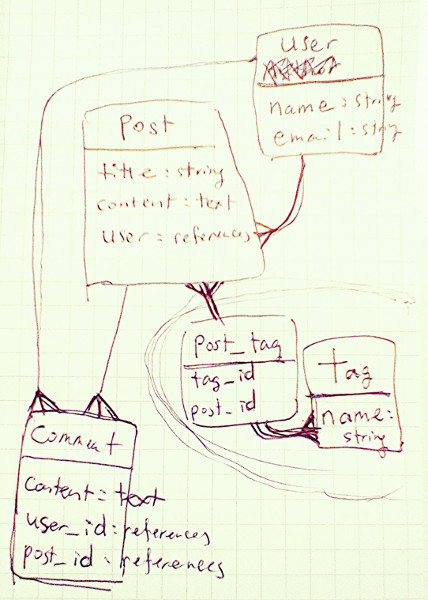 user
name : string
email : string
Post
title : string
content : text
user : references
post_tag
tag_id
post_id
tag
name :
string
Comment
content : text
user_id : references
post_id : references